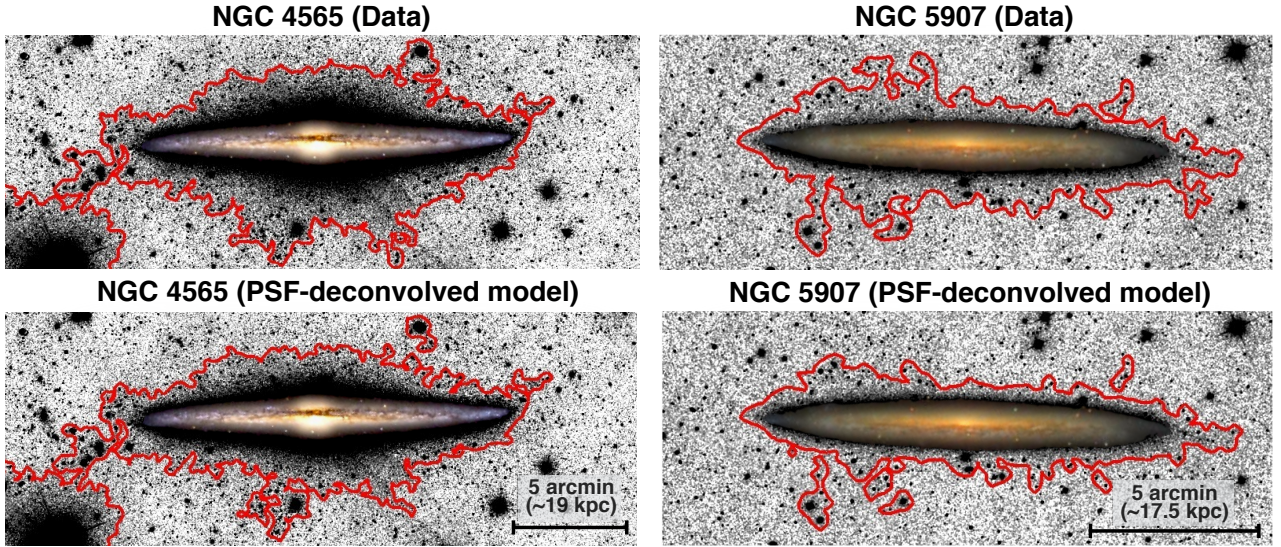 NGC 4565 (Data)
NGC 5907 (Data)
NGC 4565 (PSF-deconvolved model)
NGC 5907 (PSF-deconvolved model)
5 arcmin
(~19 kpc)
5 arcmin
(~17.5 kpc)